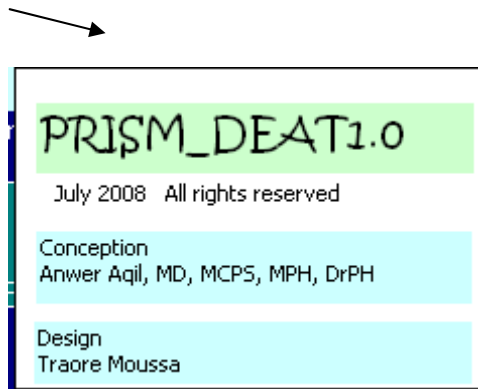 PRISM_DEAT1.0
July 2008 All rights reserved
Conception
Anwer Aqil, MD, MCPS, MPH, DrPH
Design
Traore Moussa